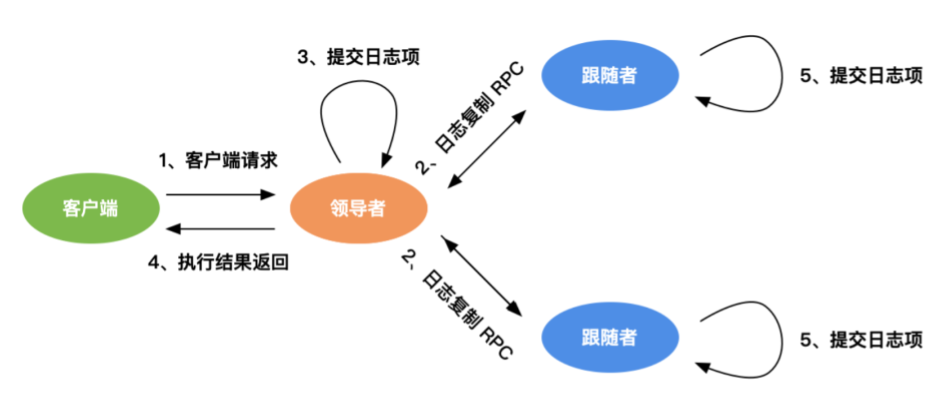 3、提交日志项
跟随者
5、提交日志项
2、日志复制 RPC
1、客户端请求
客户端
领导者
4、执行结果返回
2、日志复制 RPC
跟随者
5、提交日志项